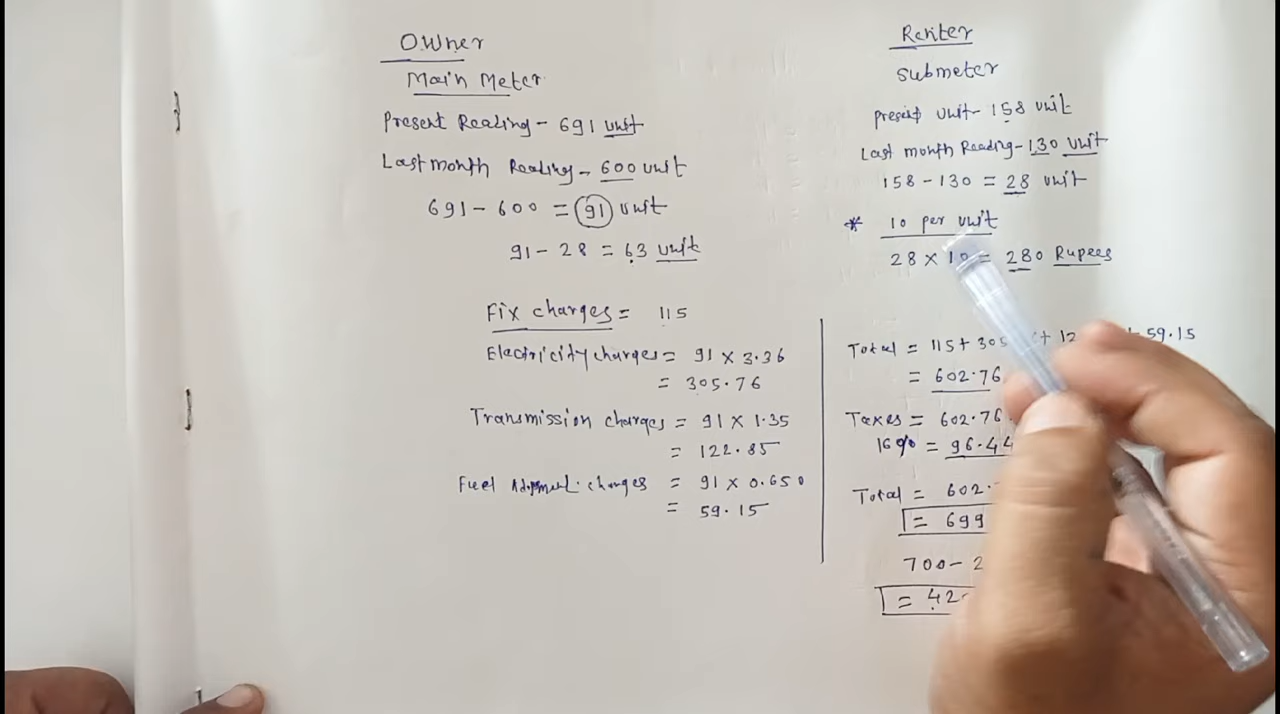 Owner
Main Meter
Present Reading - 691 unit
Last month Reading - 600 unit
691 - 600 = 91 unit
91 - 28 = 63 unit
Fix charges = 115
Electricity charges = 91 x 3.36
= 305.76
Transmission charges = 91 x 1.35
= 122.85
Fuel charges = 91 x 0.650
= 59.15
Renter
Submeter
present unit - 158 unit
Last month Reading - 130 unit
158 - 130 = 28 unit
* 10 per unit
28 x 10 = 280 Rupees
Total = 115 + 305 + 12 + 59.15
= 602.76
Taxes = 602.76
16% = 96.44
Total = 602.
= 699
700 - 2
= 42